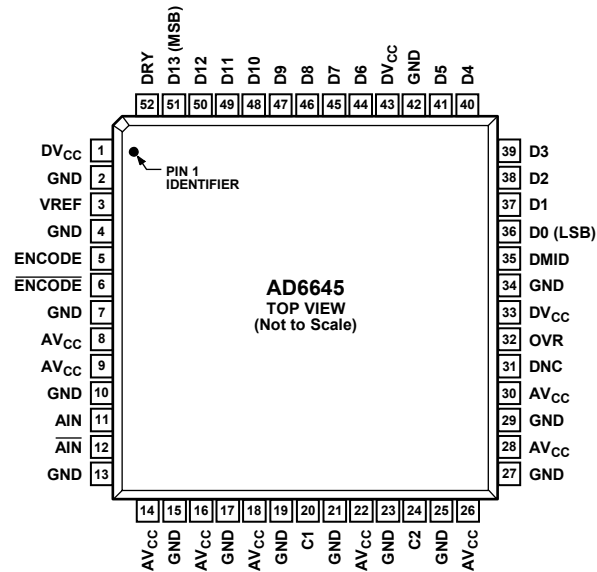 DRY D13 (MSB) D12 D11 D10 D9 D8 D7 D6 DVCC GND D5 D4
52 51 50 49 48 47 46 45 44 43 42 41 40
DVCC 1
GND 2
VREF 3
GND 4
ENCODE 5
E̅N̅C̅O̅D̅E̅ 6
GND 7
AVCC 8
AVCC 9
GND 10
AIN 11
A̅I̅N̅ 12
GND 13
PIN 1
IDENTIFIER
AD6645
TOP VIEW
(Not to Scale)
39 D3
38 D2
37 D1
36 D0 (LSB)
35 DMID
34 GND
33 DVCC
32 OVR
31 DNC
30 AVCC
29 GND
28 AVCC
27 GND
14 15 16 17 18 19 20 21 22 23 24 25 26
AVCC GND AVCC GND AVCC GND C1 GND AVCC GND C2 GND AVCC